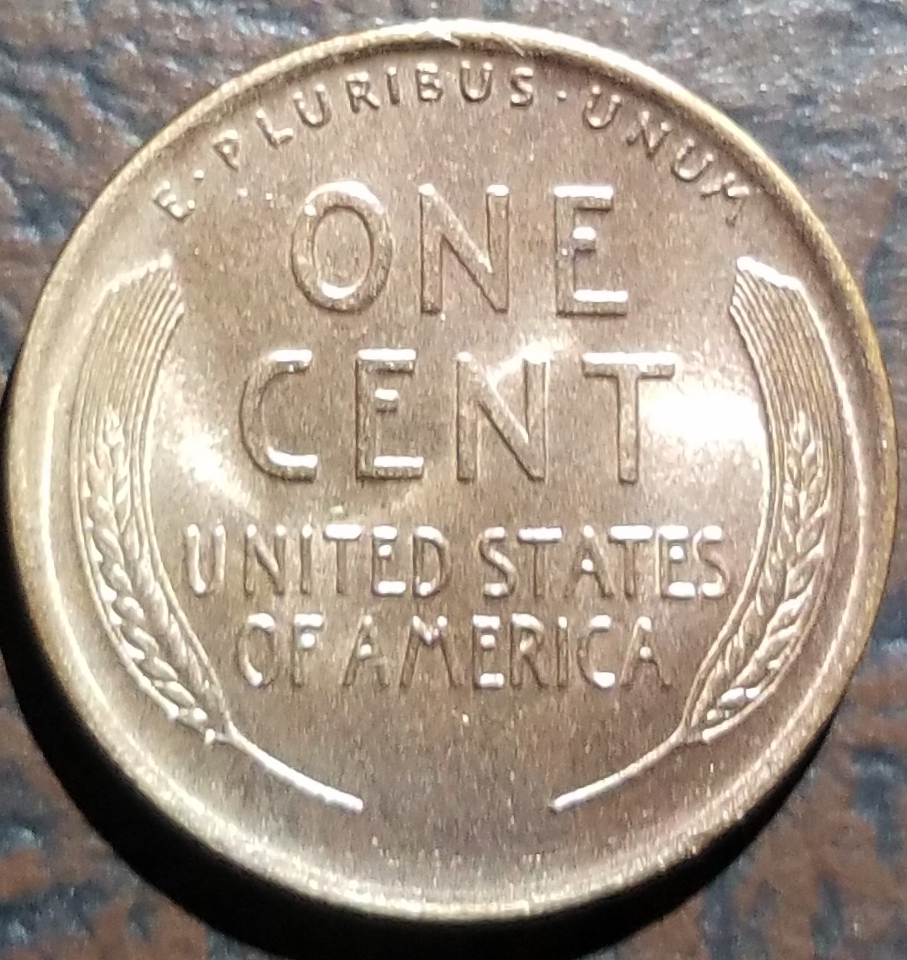 E·PLURIBUS·UNUM
ONE
CENT
UNITED STATES
OF AMERICA